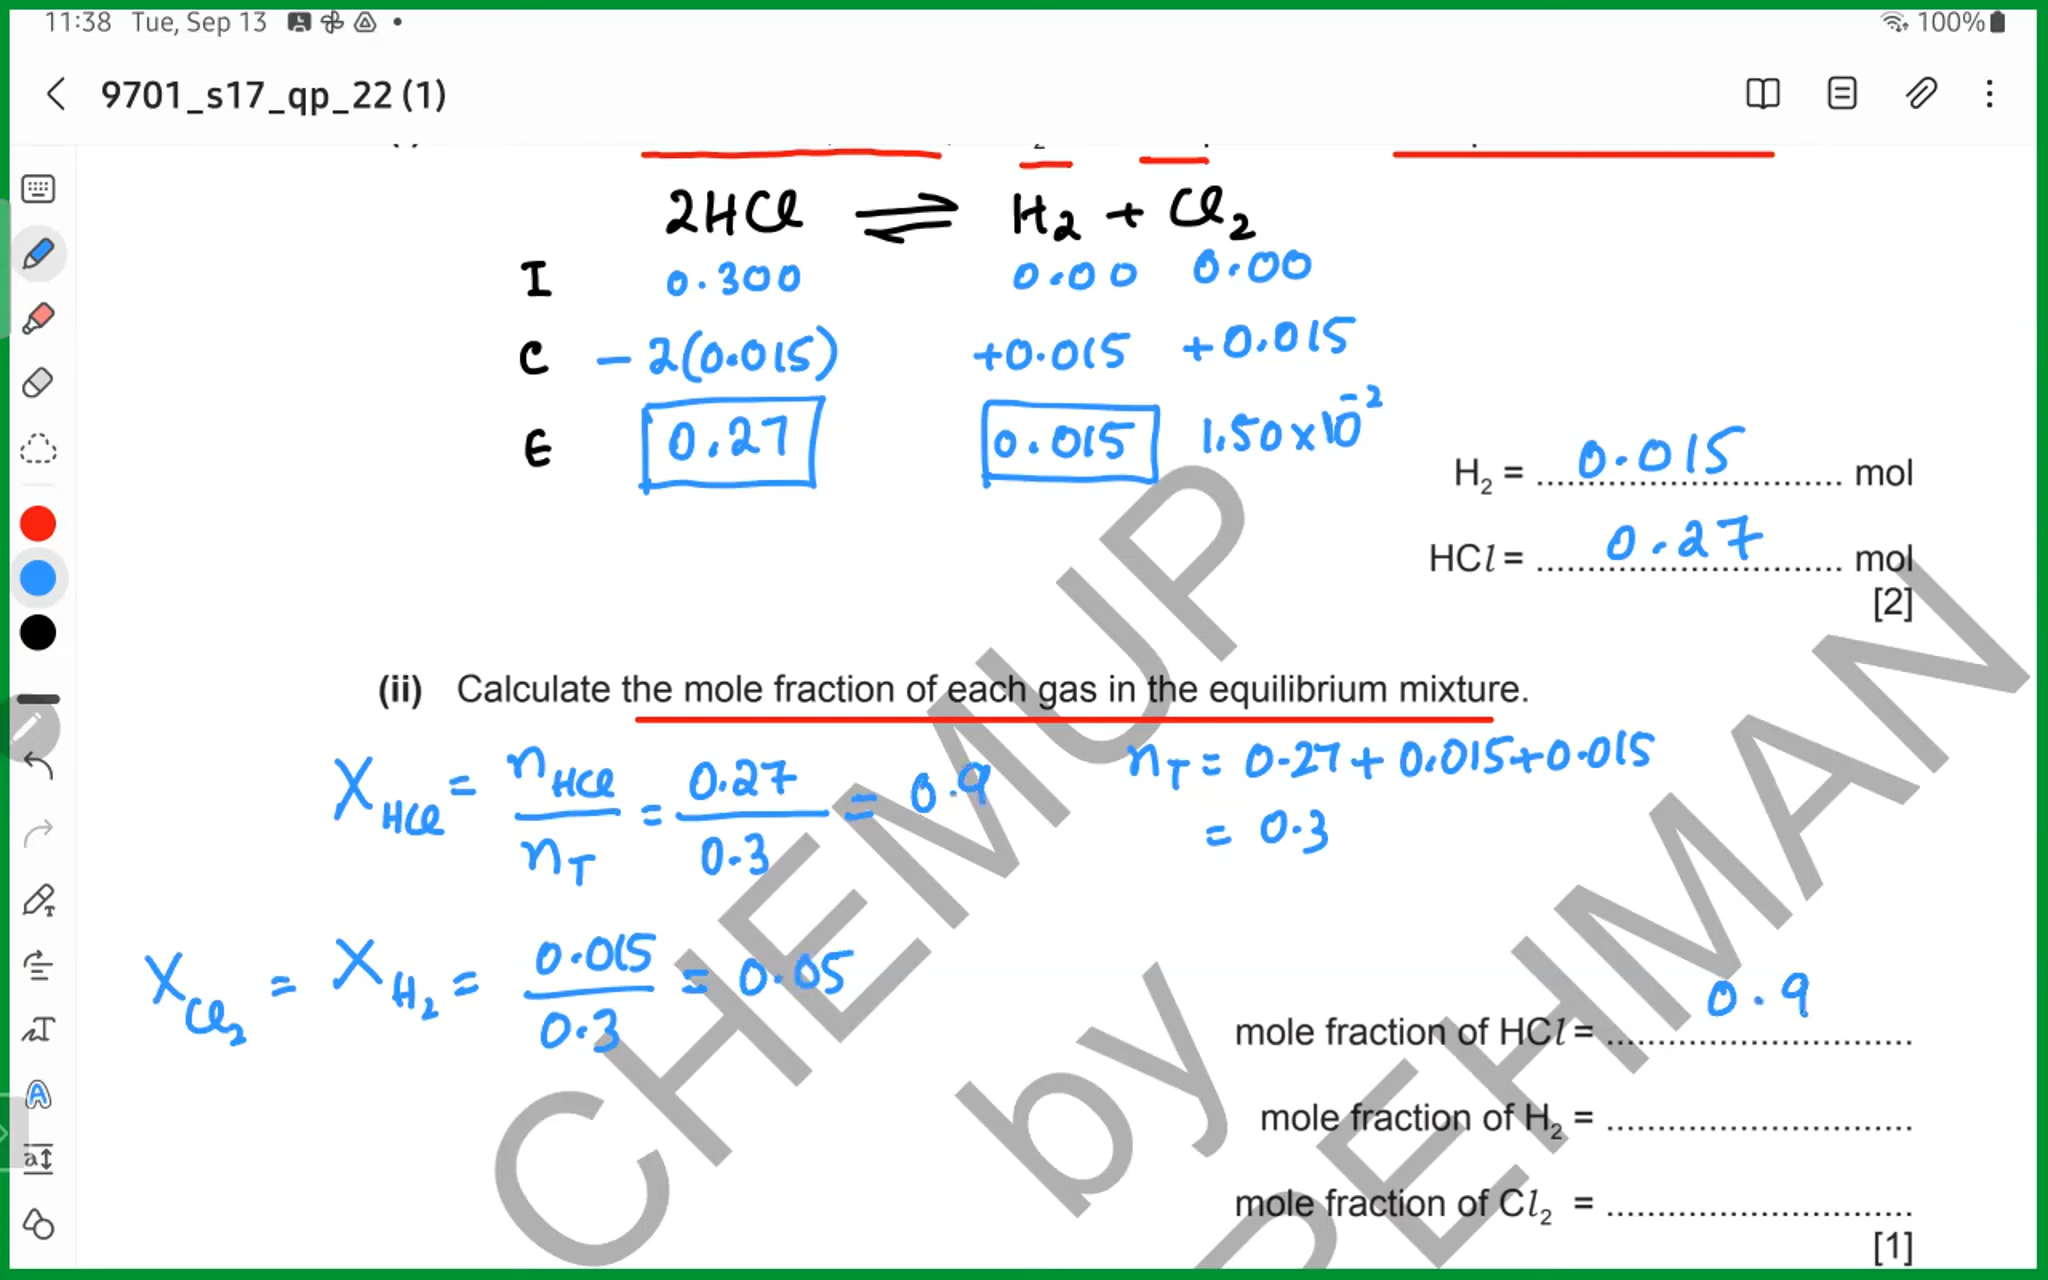 11:38 Tue, Sep 13 100%
9701_s17_qp_22 (1)
2HCl ⇌ H₂ + Cl₂
I 0.300 0.00 0.00
C − 2(0.015) +0.015 +0.015
E 0.27 0.015 1.50×10⁻²
H₂ = 0.015 mol
HCl = 0.27 mol
[2]
(ii) Calculate the mole fraction of each gas in the equilibrium mixture.
X_HCl = n_HCl / n_T = 0.27 / 0.3 = 0.9
n_T = 0.27 + 0.015 + 0.015
= 0.3
X_Cl₂ = X_H₂ = 0.015 / 0.3 = 0.05
mole fraction of HCl = 0.9
mole fraction of H₂ = ..............................
mole fraction of Cl₂ = ..............................
[1]
CHEMUP
by
REHMAN